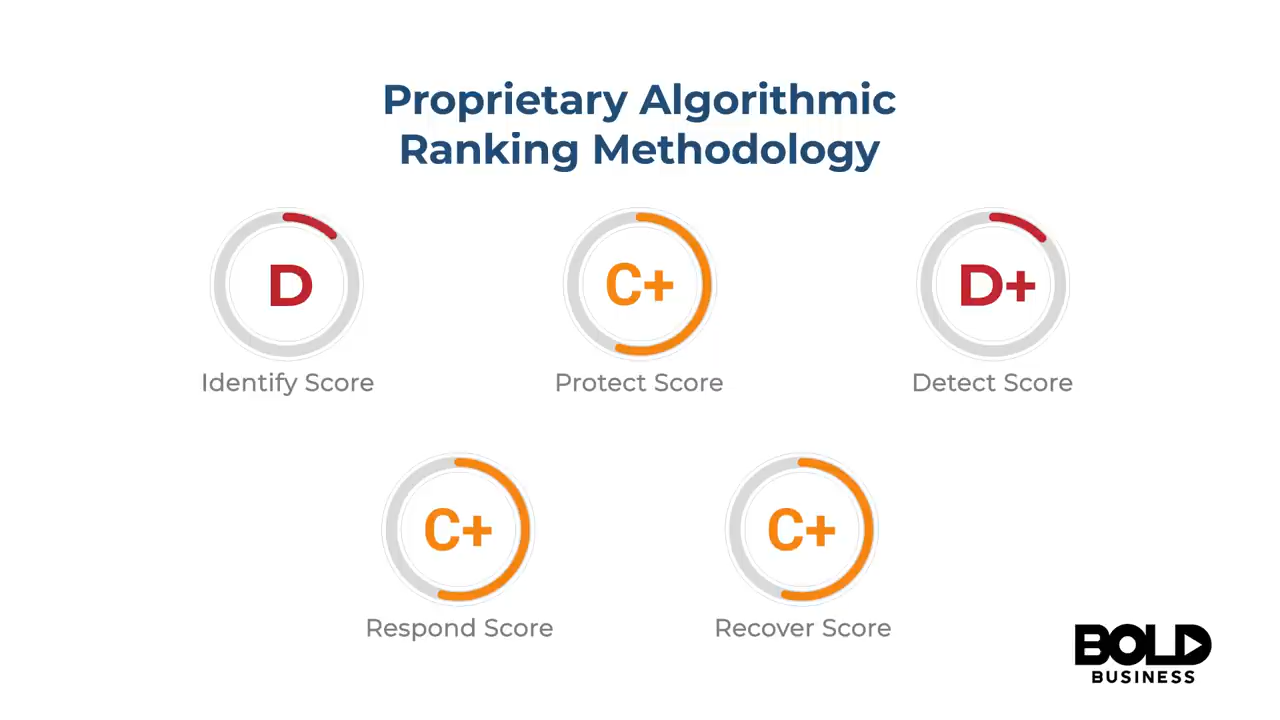 Proprietary Algorithmic
Ranking Methodology
D
C+
D+
Identify Score
Protect Score
Detect Score
C+
C+
Respond Score
Recover Score
BOLD
BUSINESS